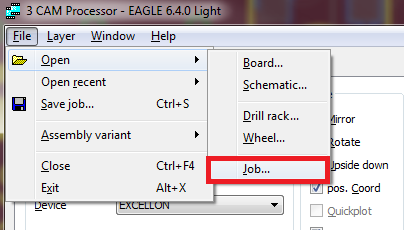 3 CAM Processor - EAGLE 6.4.0 Light
File Layer Window Help
Open
Open recent
Save job... Ctrl+S
Assembly variant
Close Ctrl+F4
Exit Alt+X
Board...
Schematic...
Drill rack...
Wheel...
Job...
Mirror
Rotate
Upside down
pos. Coord
Quickplot
Device EXCELLON